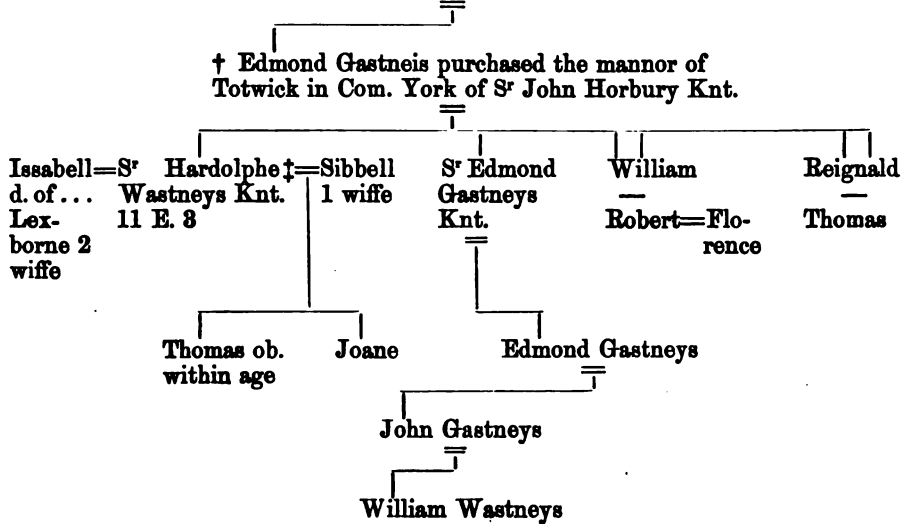 † Edmond Gastneis purchased the mannor of
Totwick in Com. York of Sʳ John Horbury Knt.
Issabell=Sʳ Hardolphe ‡=Sibbell Sʳ Edmond William Reignald
d. of ... Wastneys Knt. 1 wiffe Gastneys
Lex- 11 E. 3 Knt. Robert=Flo- Thomas
borne 2 rence
wiffe
Thomas ob. Joane Edmond Gastneys
within age
John Gastneys
William Wastneys